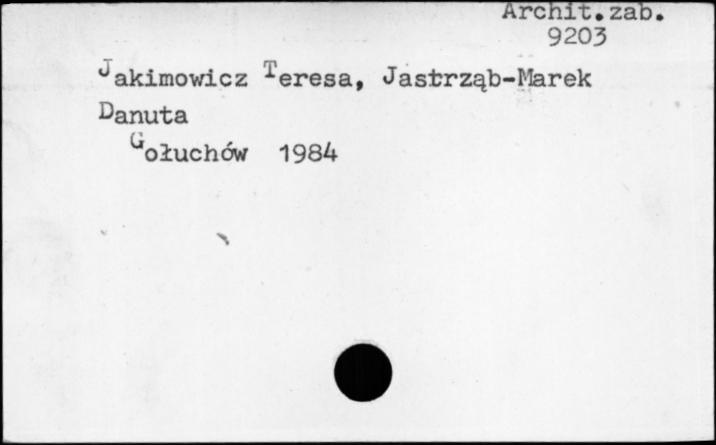 Archit.zab.
9203
Jakimowicz Teresa, Jastrząb-Marek
Danuta
Gołuchów 1984